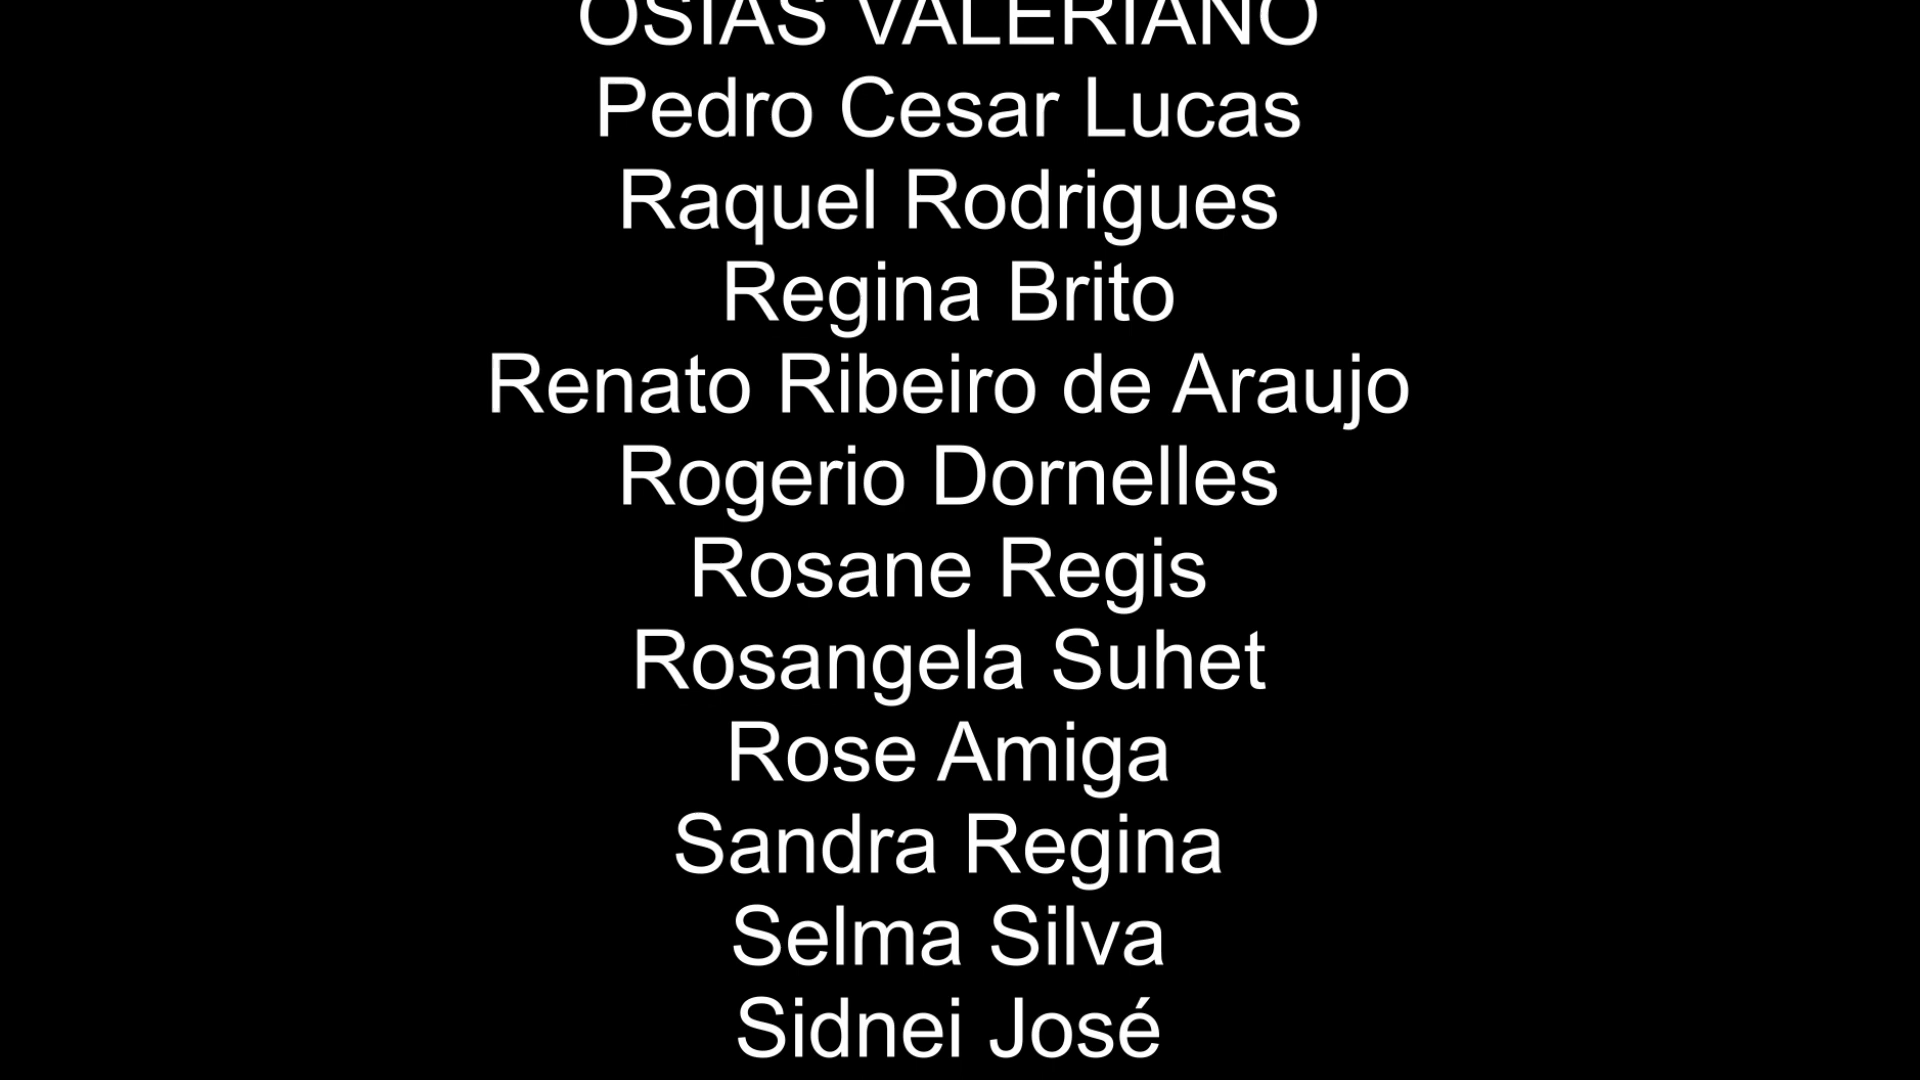 OSIAS VALERIANO
Pedro Cesar Lucas
Raquel Rodrigues
Regina Brito
Renato Ribeiro de Araujo
Rogerio Dornelles
Rosane Regis
Rosangela Suhet
Rose Amiga
Sandra Regina
Selma Silva
Sidnei José